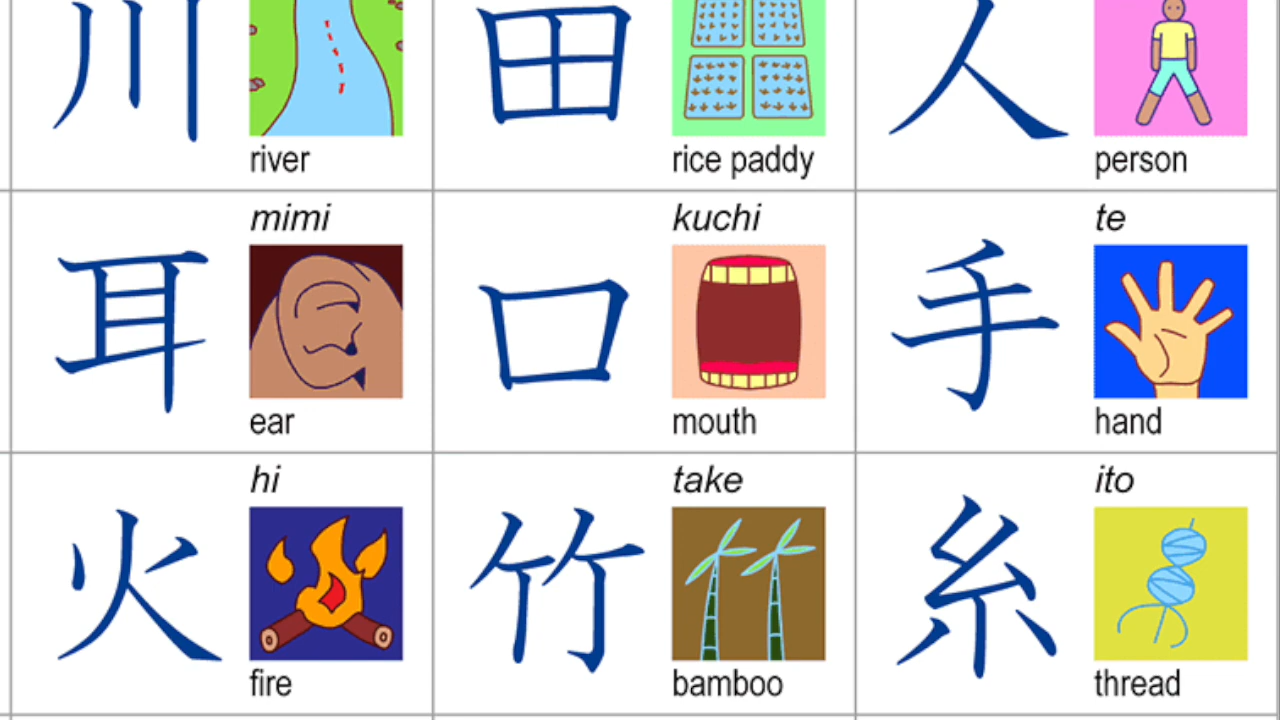 川 田 人
river rice paddy person
mimi kuchi te
耳 口 手
ear mouth hand
hi take ito
火 竹 糸
fire bamboo thread